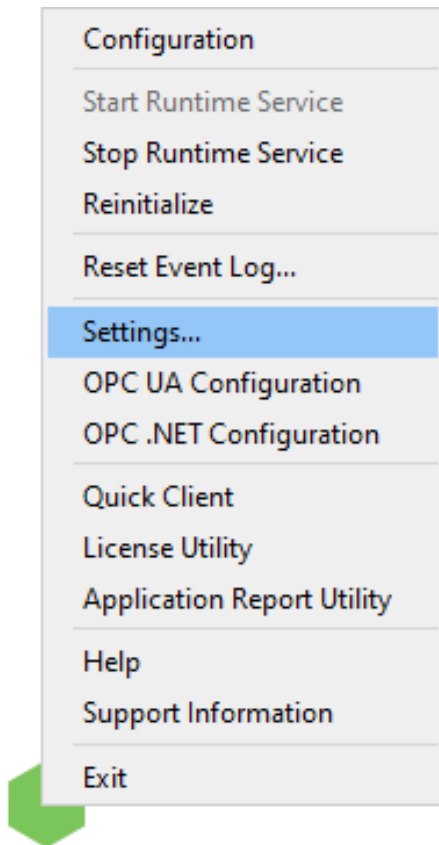 Configuration
Start Runtime Service
Stop Runtime Service
Reinitialize
Reset Event Log...
Settings...
OPC UA Configuration
OPC .NET Configuration
Quick Client
License Utility
Application Report Utility
Help
Support Information
Exit